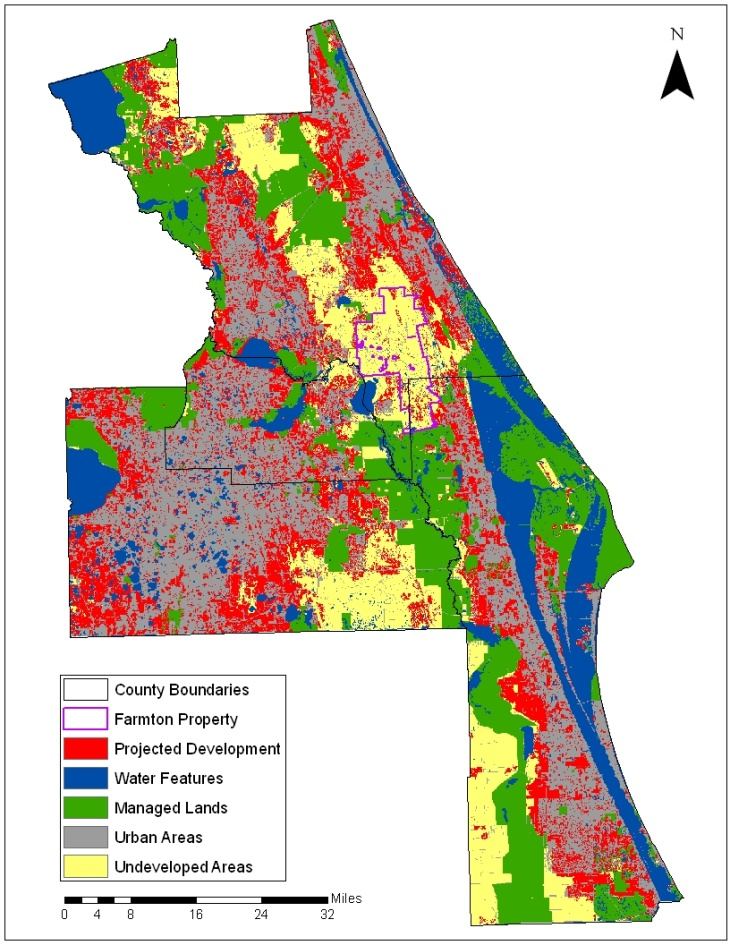 N
County Boundaries
Farmton Property
Projected Development
Water Features
Managed Lands
Urban Areas
Undeveloped Areas
Miles
0 4 8 16 24 32